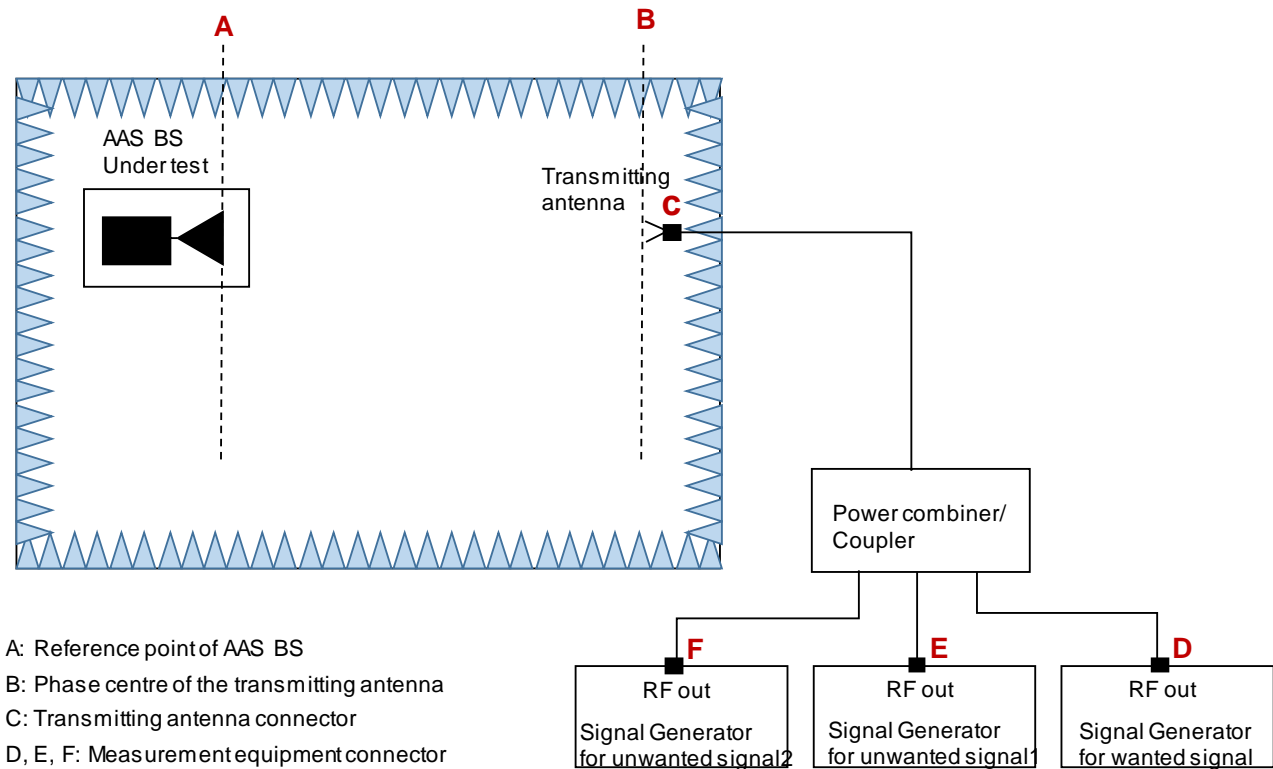 A
B
AAS BS
Under test
Transmitting
antenna
C
Power combiner/
Coupler
A: Reference point of AAS BS
B: Phase centre of the transmitting antenna
C: Transmitting antenna connector
D, E, F: Measurement equipment connector
F
RF out
Signal Generator
for unwanted signal2
E
RF out
Signal Generator
for unwanted signal1
D
RF out
Signal Generator
for wanted signal